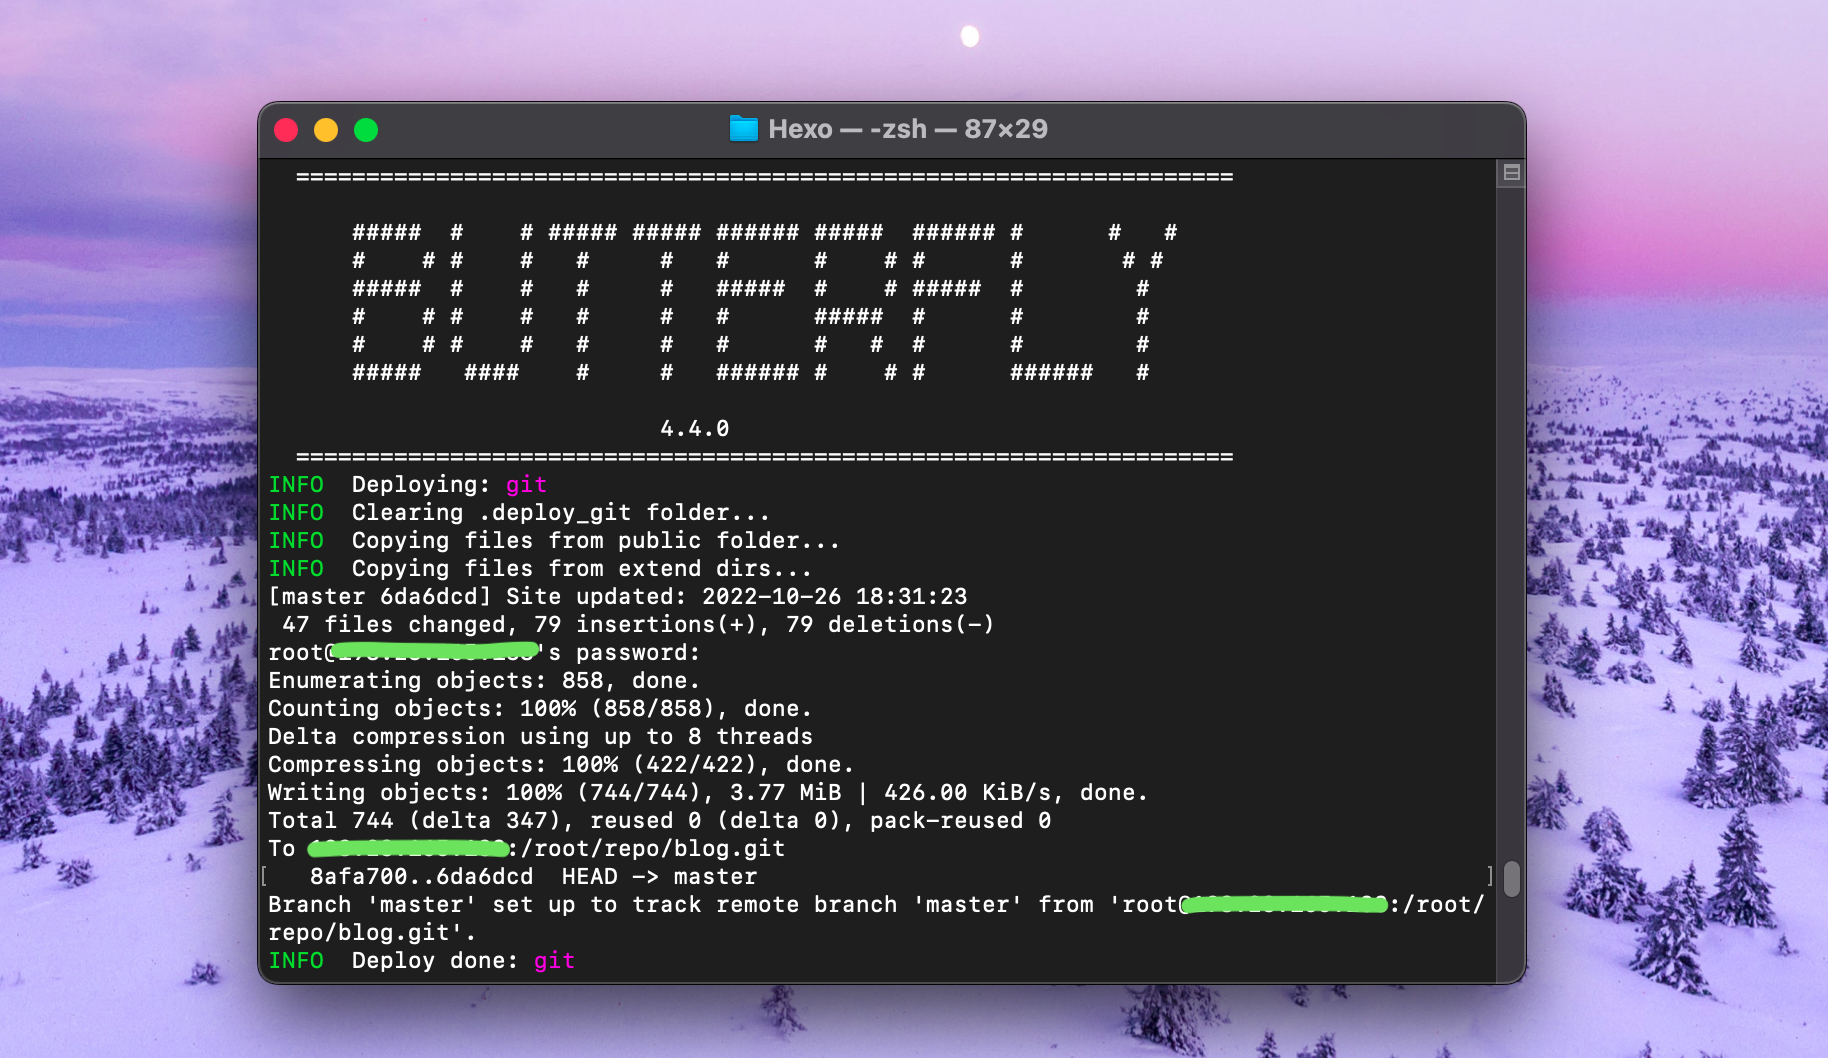 Hexo — -zsh — 87×29
===================================================================
##### #    # ##### ##### ###### #####  ###### #      #   #
#    # #    #   #     #   #      #    # #      #       # #
##### #    #   #     #   #####  #    # #####  #        #
#    # #    #   #     #   #      #####  #      #        #
#    # #    #   #     #   #      #   #  #      #        #
#####   ####    #     #   ###### #    # #      ######   #
4.4.0
===================================================================
INFO  Deploying: git
INFO  Clearing .deploy_git folder...
INFO  Copying files from public folder...
INFO  Copying files from extend dirs...
[master 6da6dcd] Site updated: 2022-10-26 18:31:23
47 files changed, 79 insertions(+), 79 deletions(-)
root@'s password:
Enumerating objects: 858, done.
Counting objects: 100% (858/858), done.
Delta compression using up to 8 threads
Compressing objects: 100% (422/422), done.
Writing objects: 100% (744/744), 3.77 MiB | 426.00 KiB/s, done.
Total 744 (delta 347), reused 0 (delta 0), pack-reused 0
To :/root/repo/blog.git
[   8afa700..6da6dcd  HEAD -> master ]
Branch 'master' set up to track remote branch 'master' from 'root@:/root/
repo/blog.git'.
INFO  Deploy done: git